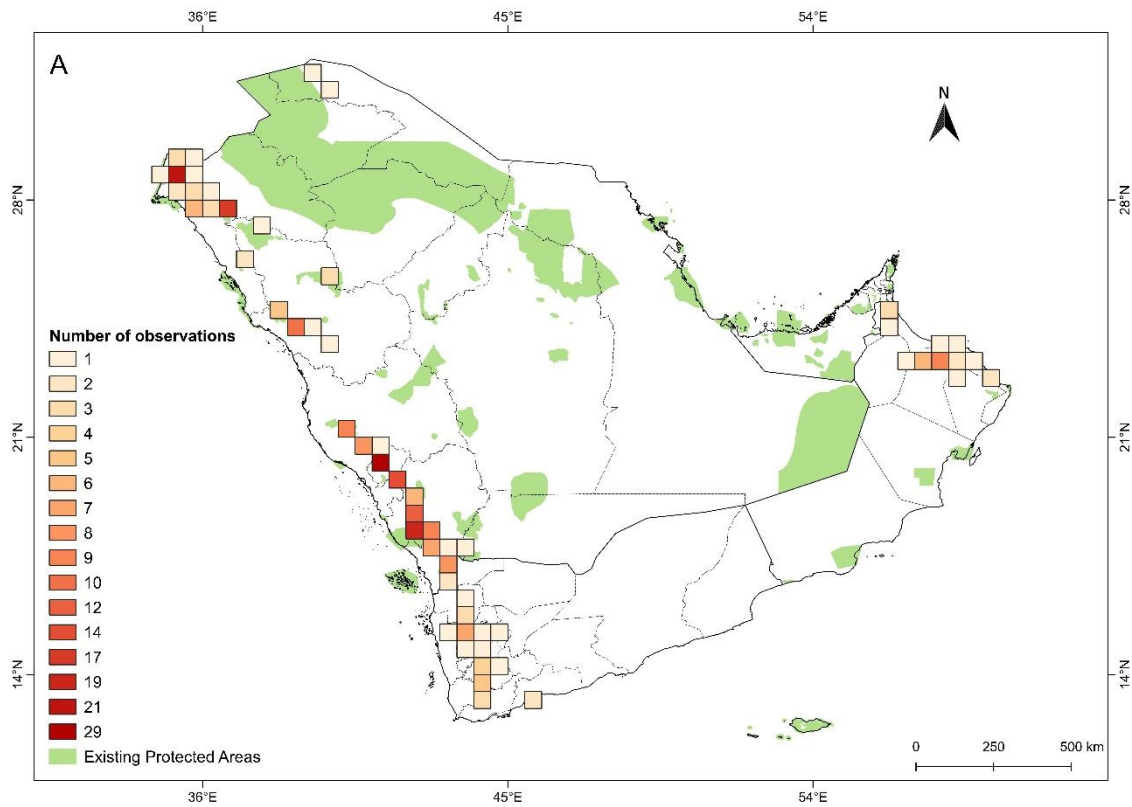 36°E 45°E 54°E
A
N
28°N 28°N
Number of observations
1
2
3
4
5
6
7
8
9
10
12
14
17
19
21
29
Existing Protected Areas
21°N 21°N
14°N 14°N
0 250 500 km
36°E 45°E 54°E